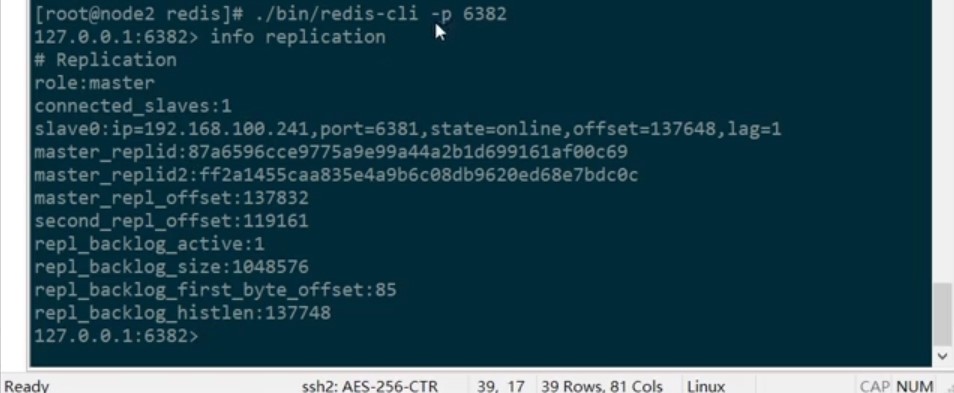 [root@node2 redis]# ./bin/redis-cli -p 6382
127.0.0.1:6382> info replication
# Replication
role:master
connected_slaves:1
slave0:ip=192.168.100.241,port=6381,state=online,offset=137648,lag=1
master_replid:87a6596cce9775a9e99a44a2b1d699161af00c69
master_replid2:ff2a1455caa835e4a9b6c08db9620ed68e7bdc0c
master_repl_offset:137832
second_repl_offset:119161
repl_backlog_active:1
repl_backlog_size:1048576
repl_backlog_first_byte_offset:85
repl_backlog_histlen:137748
127.0.0.1:6382>
Ready ssh2: AES-256-CTR 39, 17 39 Rows, 81 Cols Linux CAP NUM